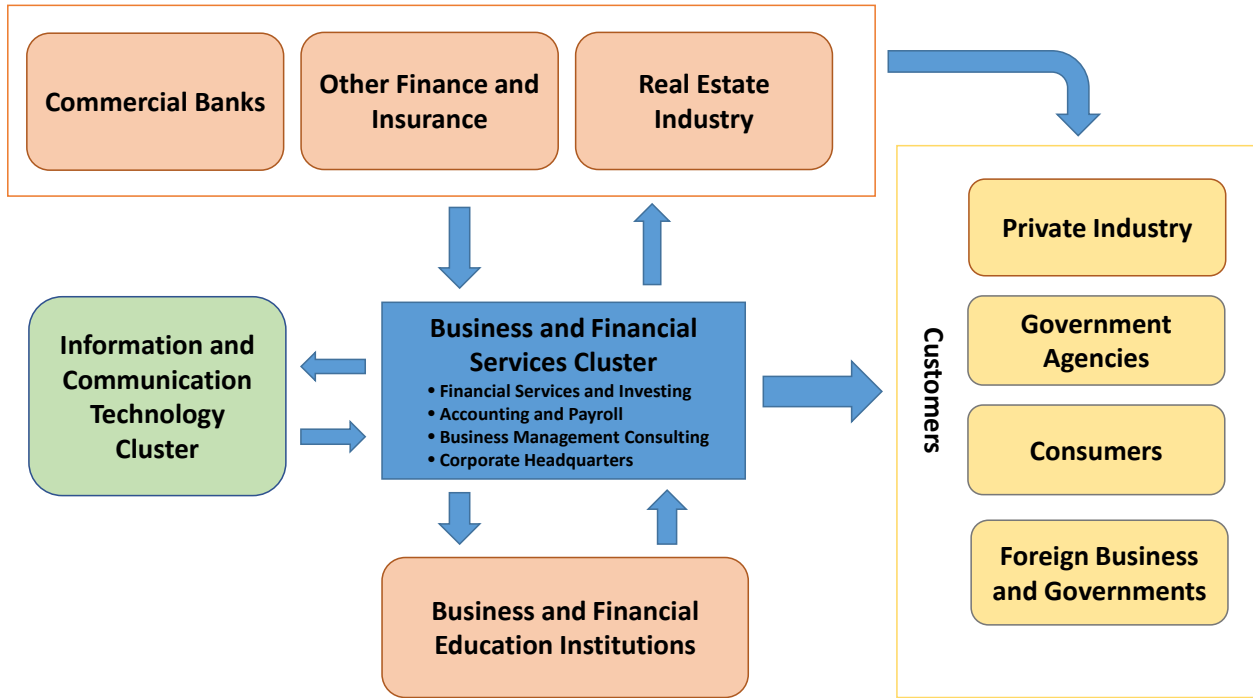 Commercial Banks
Other Finance and
Insurance
Real Estate
Industry
Information and
Communication
Technology
Cluster
Business and Financial
Services Cluster
• Financial Services and Investing
• Accounting and Payroll
• Business Management Consulting
• Corporate Headquarters
Business and Financial
Education Institutions
Customers
Private Industry
Government
Agencies
Consumers
Foreign Business
and Governments